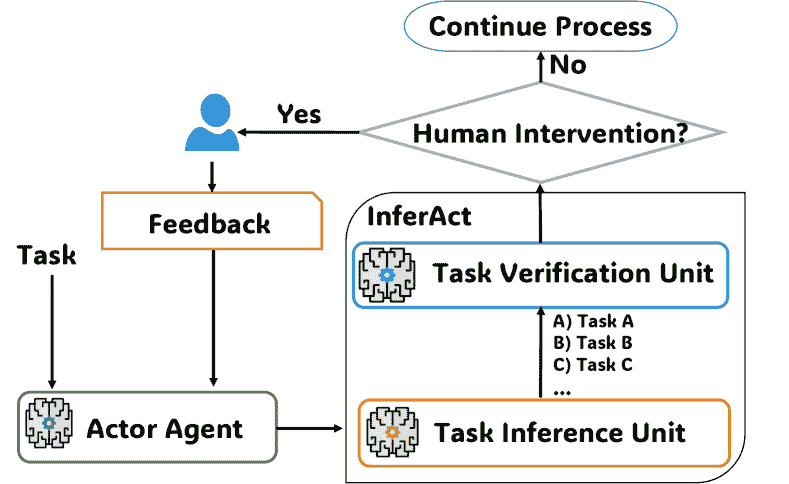 Continue Process
No
Yes
Human Intervention?
Feedback
InferAct
Task
Task Verification Unit
A) Task A
B) Task B
C) Task C
...
Actor Agent
Task Inference Unit